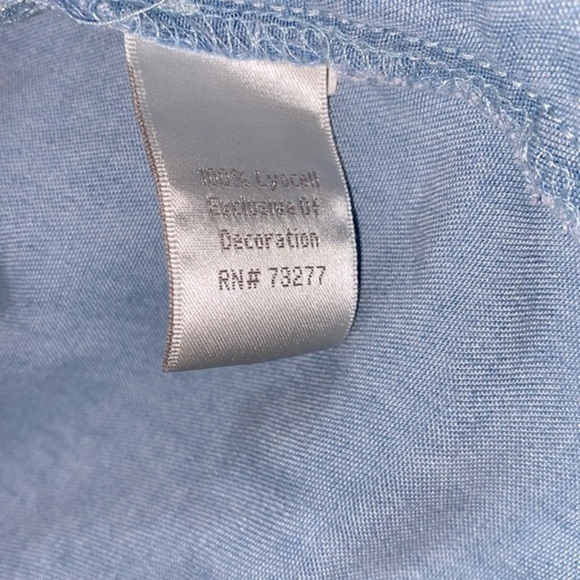 100% Lyocell
Exclusive Of
Decoration
RN# 73277